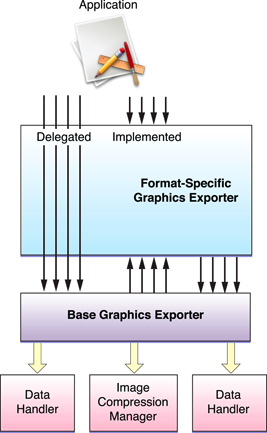 Application
Delegated Implemented
Format-Specific
Graphics Exporter
Base Graphics Exporter
Data
Handler
Image
Compression
Manager
Data
Handler